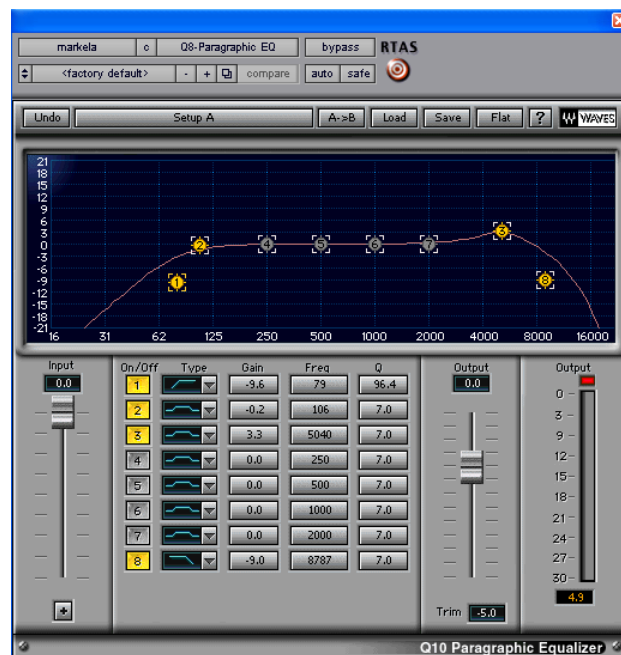 markela c Q8-Paragraphic EQ bypass RTAS
<factory default> - + compare auto safe
Undo Setup A A->B Load Save Flat ? WAVES
21
18
15
12
9
6
3
0
-3
-6
-9
-12
-15
-18
-21
2 4 5 6 7 3
1 8
16 31 62 125 250 500 1000 2000 4000 8000 16000
Input On/Off Type Gain Freq Q Output Output
0.0 0.0
1 -9.6 79 96.4
2 -0.2 106 7.0
3 3.3 5040 7.0
4 0.0 250 7.0
5 0.0 500 7.0
6 0.0 1000 7.0
7 0.0 2000 7.0
8 -9.0 8787 7.0
0
3
9
12
15
18
21
24
27
30
+ Trim -5.0 4.9
Q10 Paragraphic Equalizer